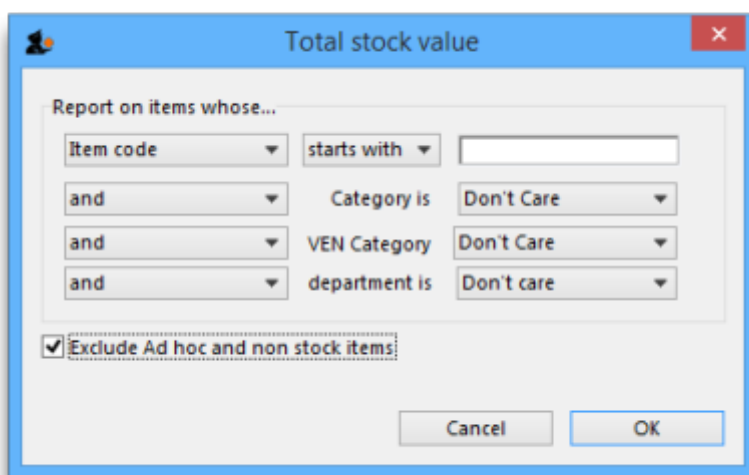 Total stock value
Report on items whose...
Item code starts with
and Category is Don't Care
and VEN Category Don't Care
and department is Don't care
Exclude Ad hoc and non stock items
Cancel OK